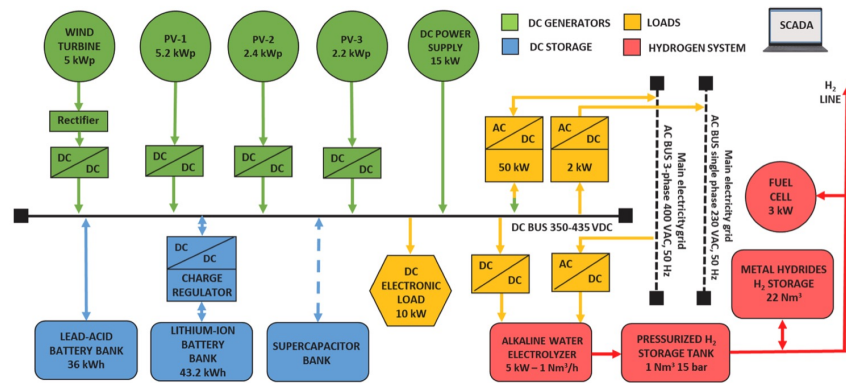 WIND
TURBINE
5 kWp
PV-1
5.2 kWp
PV-2
2.4 kWp
PV-3
2.2 kWp
DC POWER
SUPPLY
15 kW
DC GENERATORS
LOADS
DC STORAGE
HYDROGEN SYSTEM
SCADA
H₂
LINE
Rectifier
DC
DC
DC
DC
DC
DC
DC
DC
AC
DC
50 kW
AC
DC
2 kW
Main electricity grid
AC BUS 3-phase 400 VAC, 50 Hz
Main electricity grid
AC BUS single phase 230 VAC, 50 Hz
FUEL
CELL
3 kW
DC BUS 350-435 VDC
DC
DC
CHARGE
REGULATOR
DC
ELECTRONIC
LOAD
10 kW
DC
DC
AC
DC
METAL HYDRIDES
H₂ STORAGE
22 Nm³
LEAD-ACID
BATTERY BANK
36 kWh
LITHIUM-ION
BATTERY
BANK
43.2 kWh
SUPERCAPACITOR
BANK
ALKALINE WATER
ELECTROLYZER
5 kW – 1 Nm³/h
PRESSURIZED H₂
STORAGE TANK
1 Nm³ 15 bar